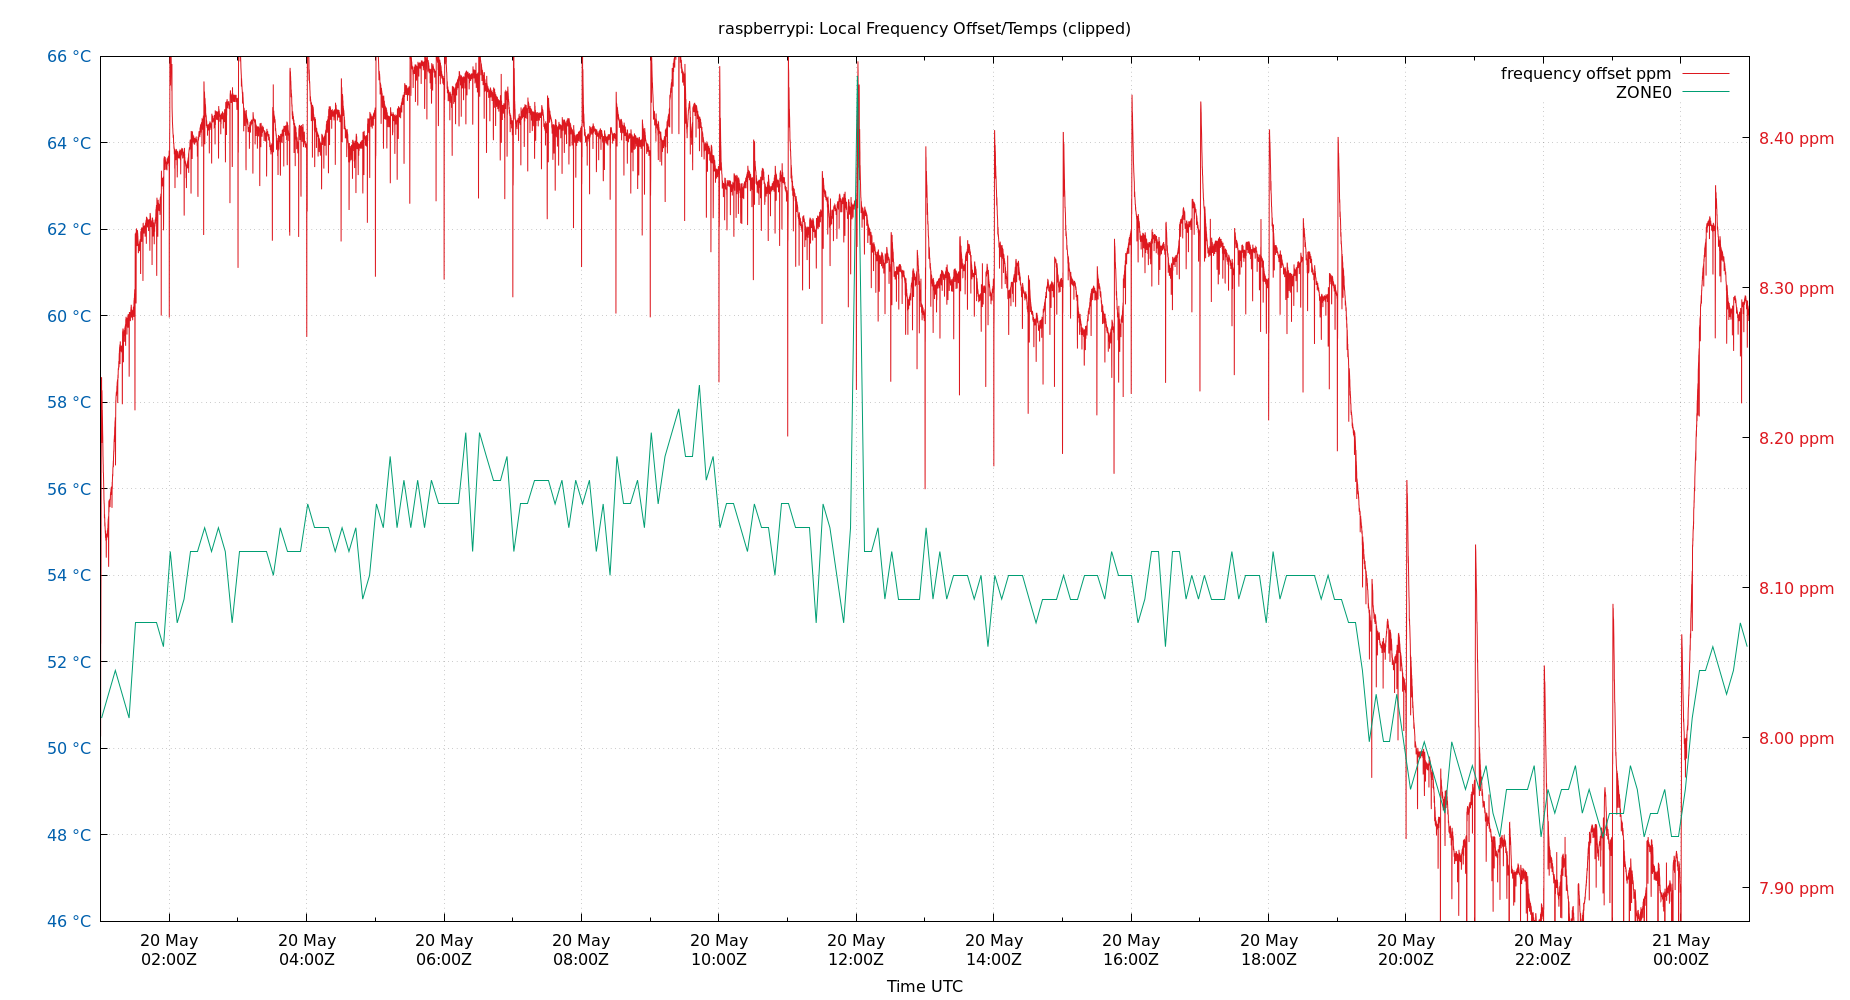 raspberrypi: Local Frequency Offset/Temps (clipped)
frequency offset ppm
ZONE0
66 °C
64 °C
62 °C
60 °C
58 °C
56 °C
54 °C
52 °C
50 °C
48 °C
46 °C
8.40 ppm
8.30 ppm
8.20 ppm
8.10 ppm
8.00 ppm
7.90 ppm
20 May
02:00Z
20 May
04:00Z
20 May
06:00Z
20 May
08:00Z
20 May
10:00Z
20 May
12:00Z
20 May
14:00Z
20 May
16:00Z
20 May
18:00Z
20 May
20:00Z
20 May
22:00Z
21 May
00:00Z
Time UTC